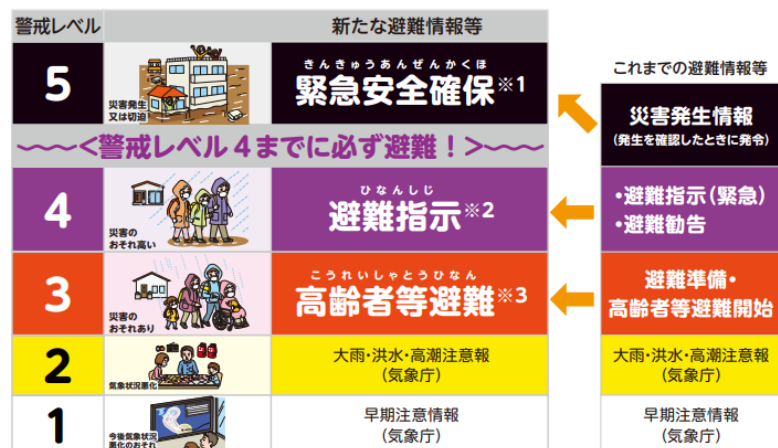 警戒レベル
新たな避難情報等
これまでの避難情報等
5
災害発生
又は切迫
きんきゅうあんぜんかくほ
緊急安全確保※1
災害発生情報
(発生を確認したときに発令)
〜〜〜<警戒レベル4までに必ず避難！>〜〜〜
4
災害の
おそれ高い
ひなんしじ
避難指示※2
・避難指示(緊急)
・避難勧告
3
災害の
おそれあり
こうれいしゃとうひなん
高齢者等避難※3
避難準備・
高齢者等避難開始
2
気象状況悪化
大雨・洪水・高潮注意報
(気象庁)
大雨・洪水・高潮注意報
(気象庁)
1
今後気象状況
悪化のおそれ
早期注意情報
(気象庁)
早期注意情報
(気象庁)